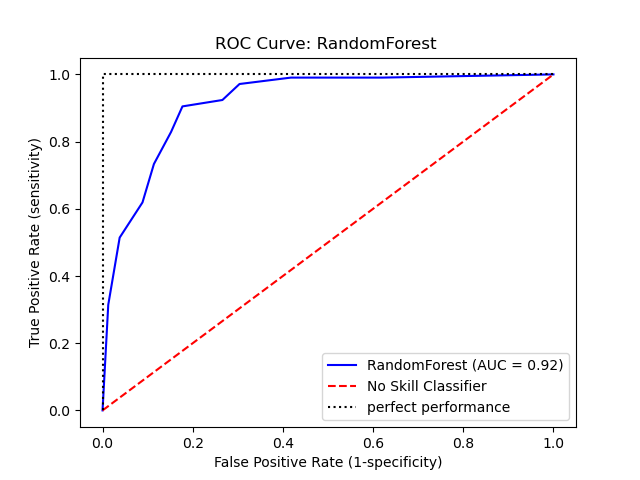 ROC Curve: RandomForest
True Positive Rate (sensitivity)
1.0
0.8
0.6
0.4
0.2
0.0
RandomForest (AUC = 0.92)
No Skill Classifier
perfect performance
0.0 0.2 0.4 0.6 0.8 1.0
False Positive Rate (1-specificity)